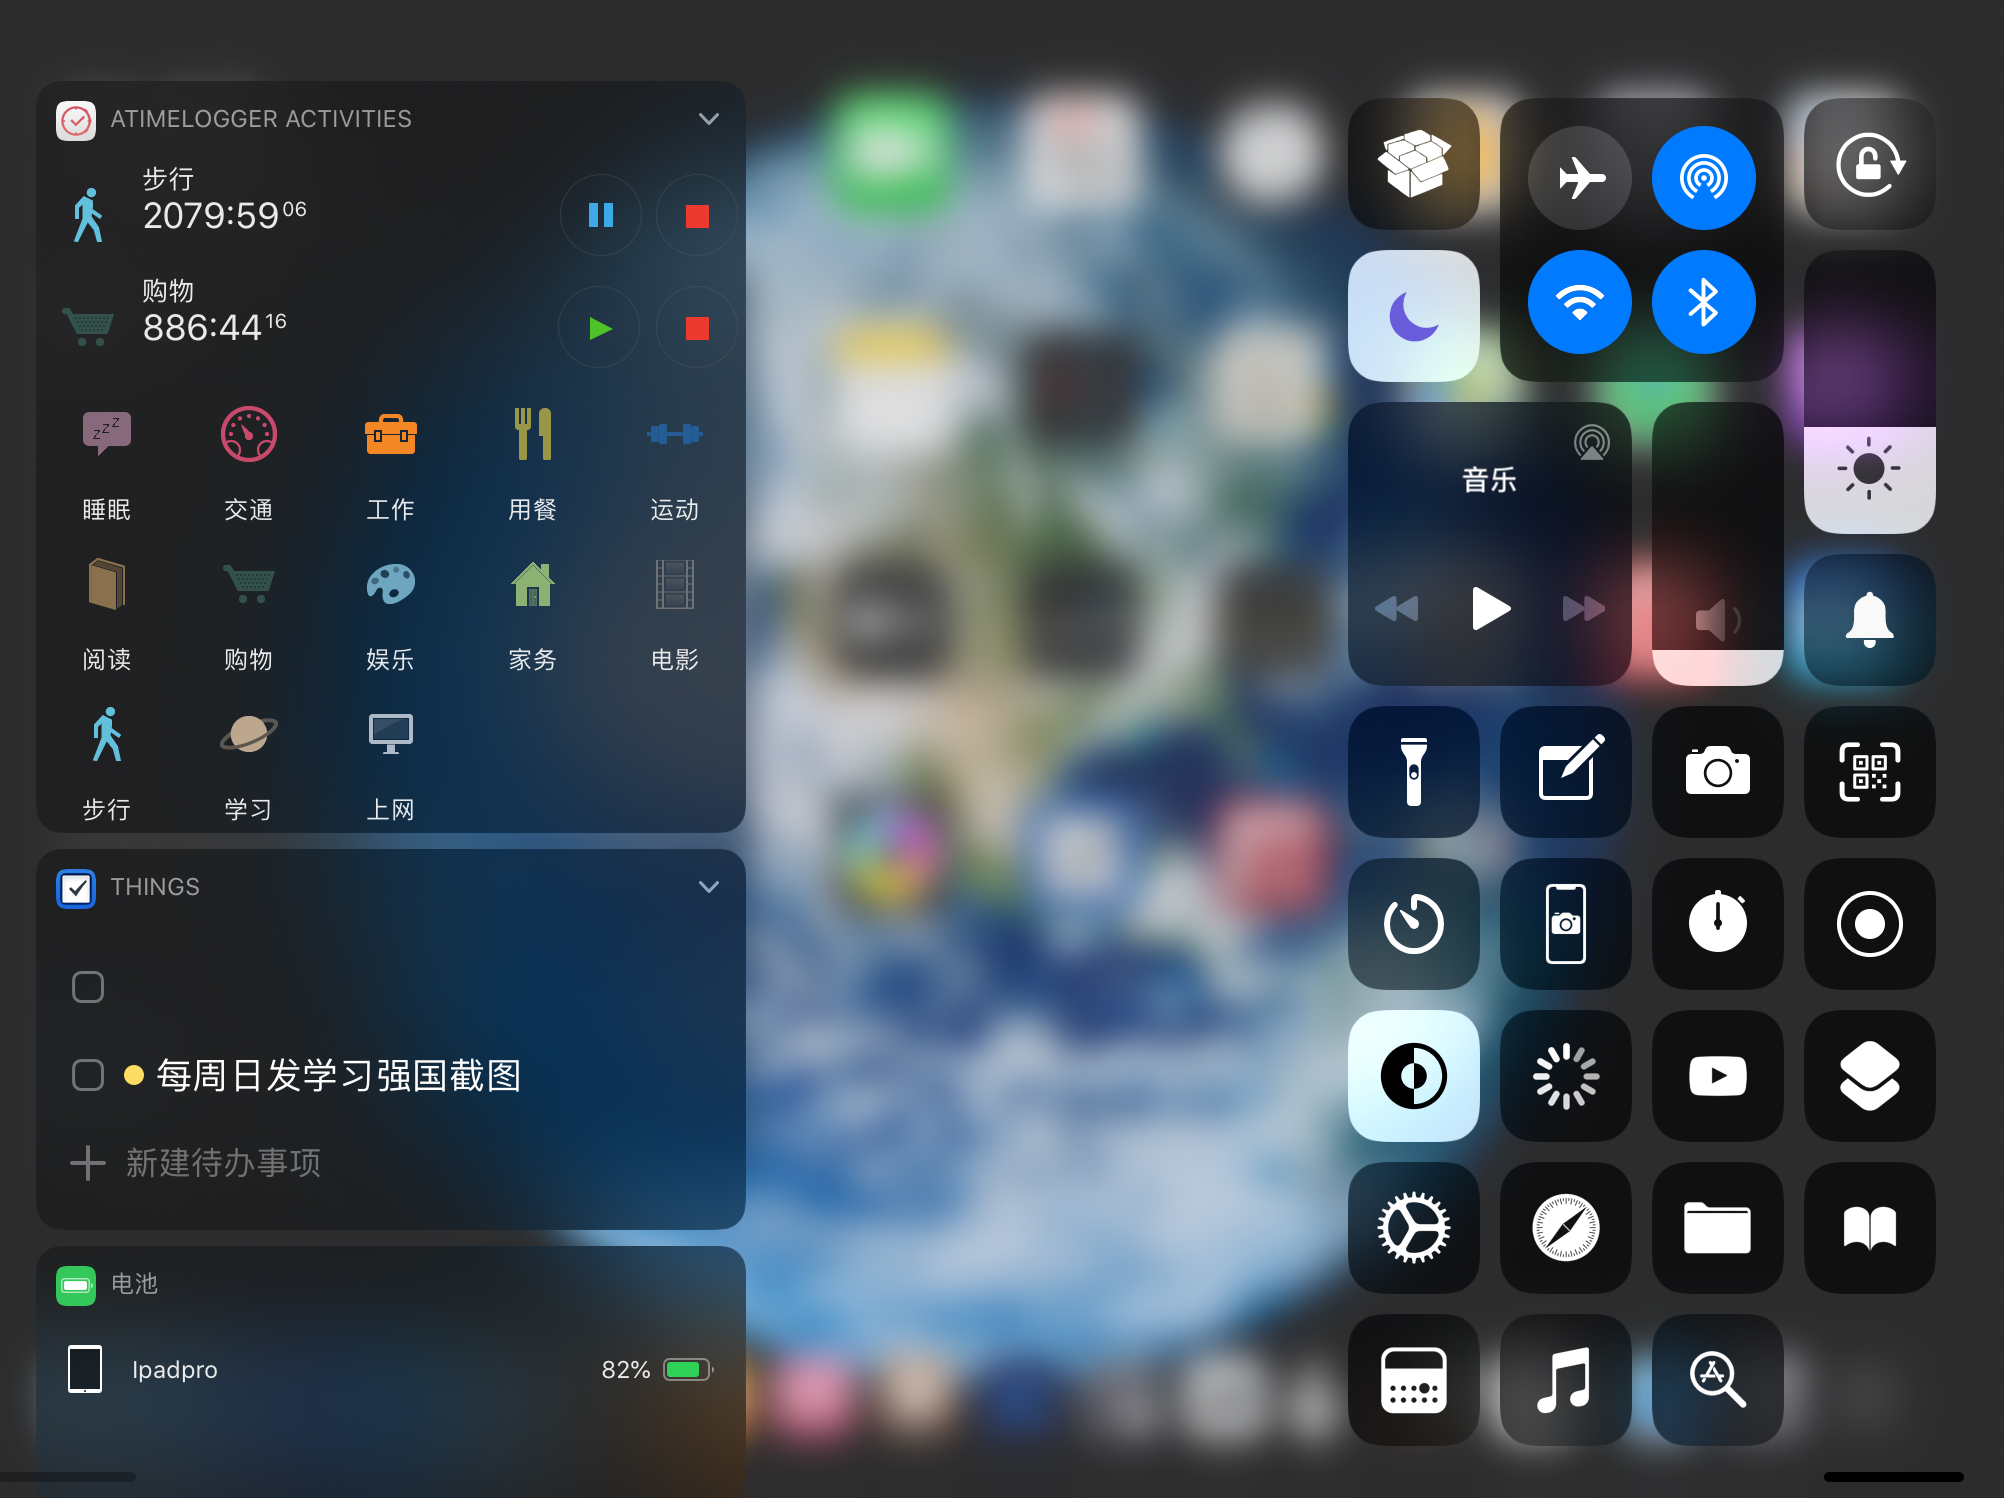 ATIMELOGGER ACTIVITIES
步行
2079:59 06
购物
886:44 16
zzZ
睡眠 交通 工作 用餐 运动
阅读 购物 娱乐 家务 电影
步行 学习 上网
THINGS
每周日发学习强国截图
新建待办事项
电池
Ipadpro 82%
音乐